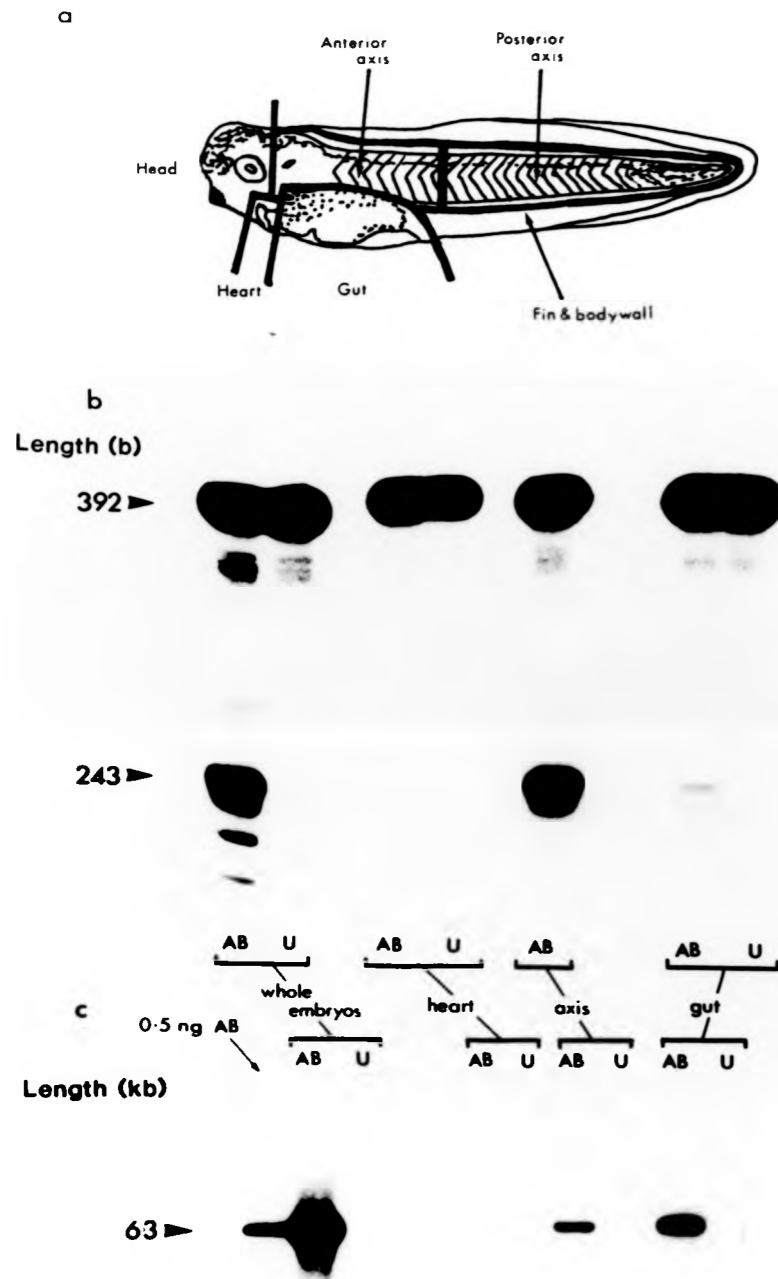 a
Anterior
axis
Posterior
axis
Head
Heart
Gut
Fin & bodywall
b
Length (b)
392
243
AB U AB U AB AB U
whole
embryos
heart
axis
gut
c
0·5 ng AB
AB U AB U AB U AB U
Length (kb)
63